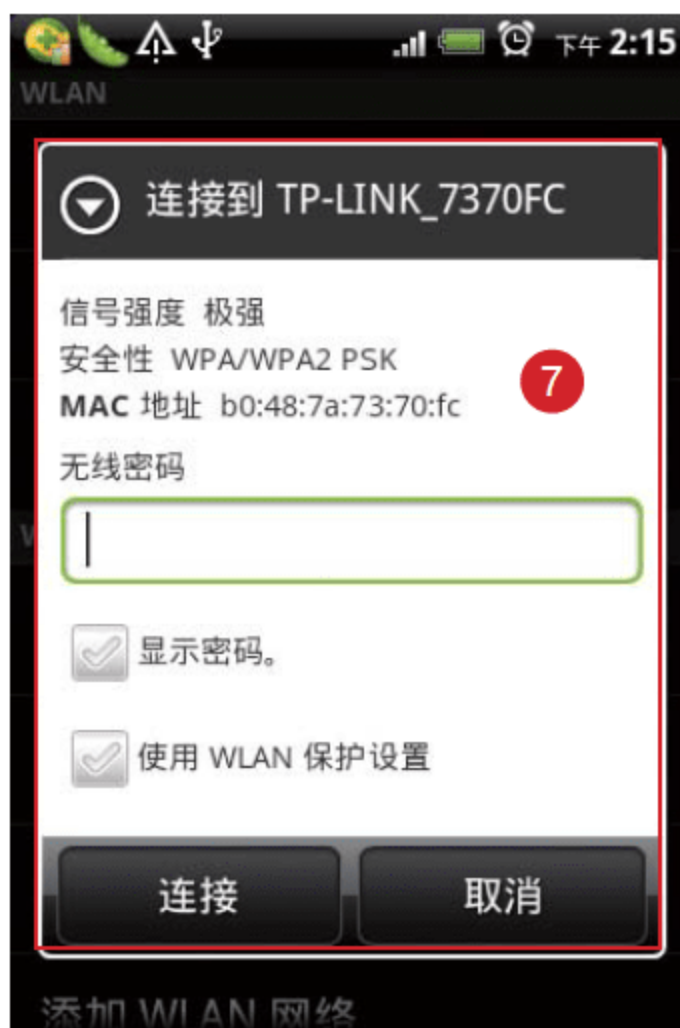 下午 2:15
WLAN
连接到 TP-LINK_7370FC
信号强度 极强
安全性 WPA/WPA2 PSK
MAC 地址 b0:48:7a:73:70:fc
7
无线密码
显示密码。
使用 WLAN 保护设置
连接 取消
添加 WLAN 网络